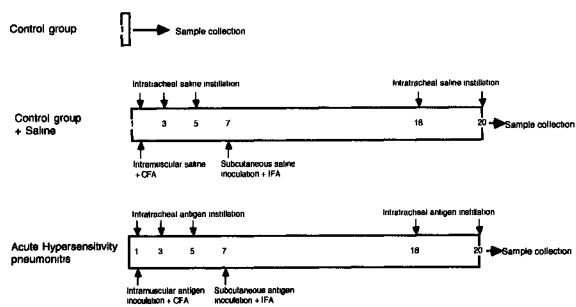 Control group
Sample collection
Intratracheal saline instillation
Intratracheal saline instillation
Control group
+ Saline
3 5 7 18 20
Sample collection
Intramuscular saline
+ CFA
Subcutaneous saline
inoculation + IFA
Intratracheal antigen instillation
Intratracheal antigen instillation
Acute Hypersensitivity
pneumonitis
1 3 5 7 18 20
Sample collection
Intramuscular antigen
inoculation + CFA
Subcutaneous antigen
inoculation + IFA